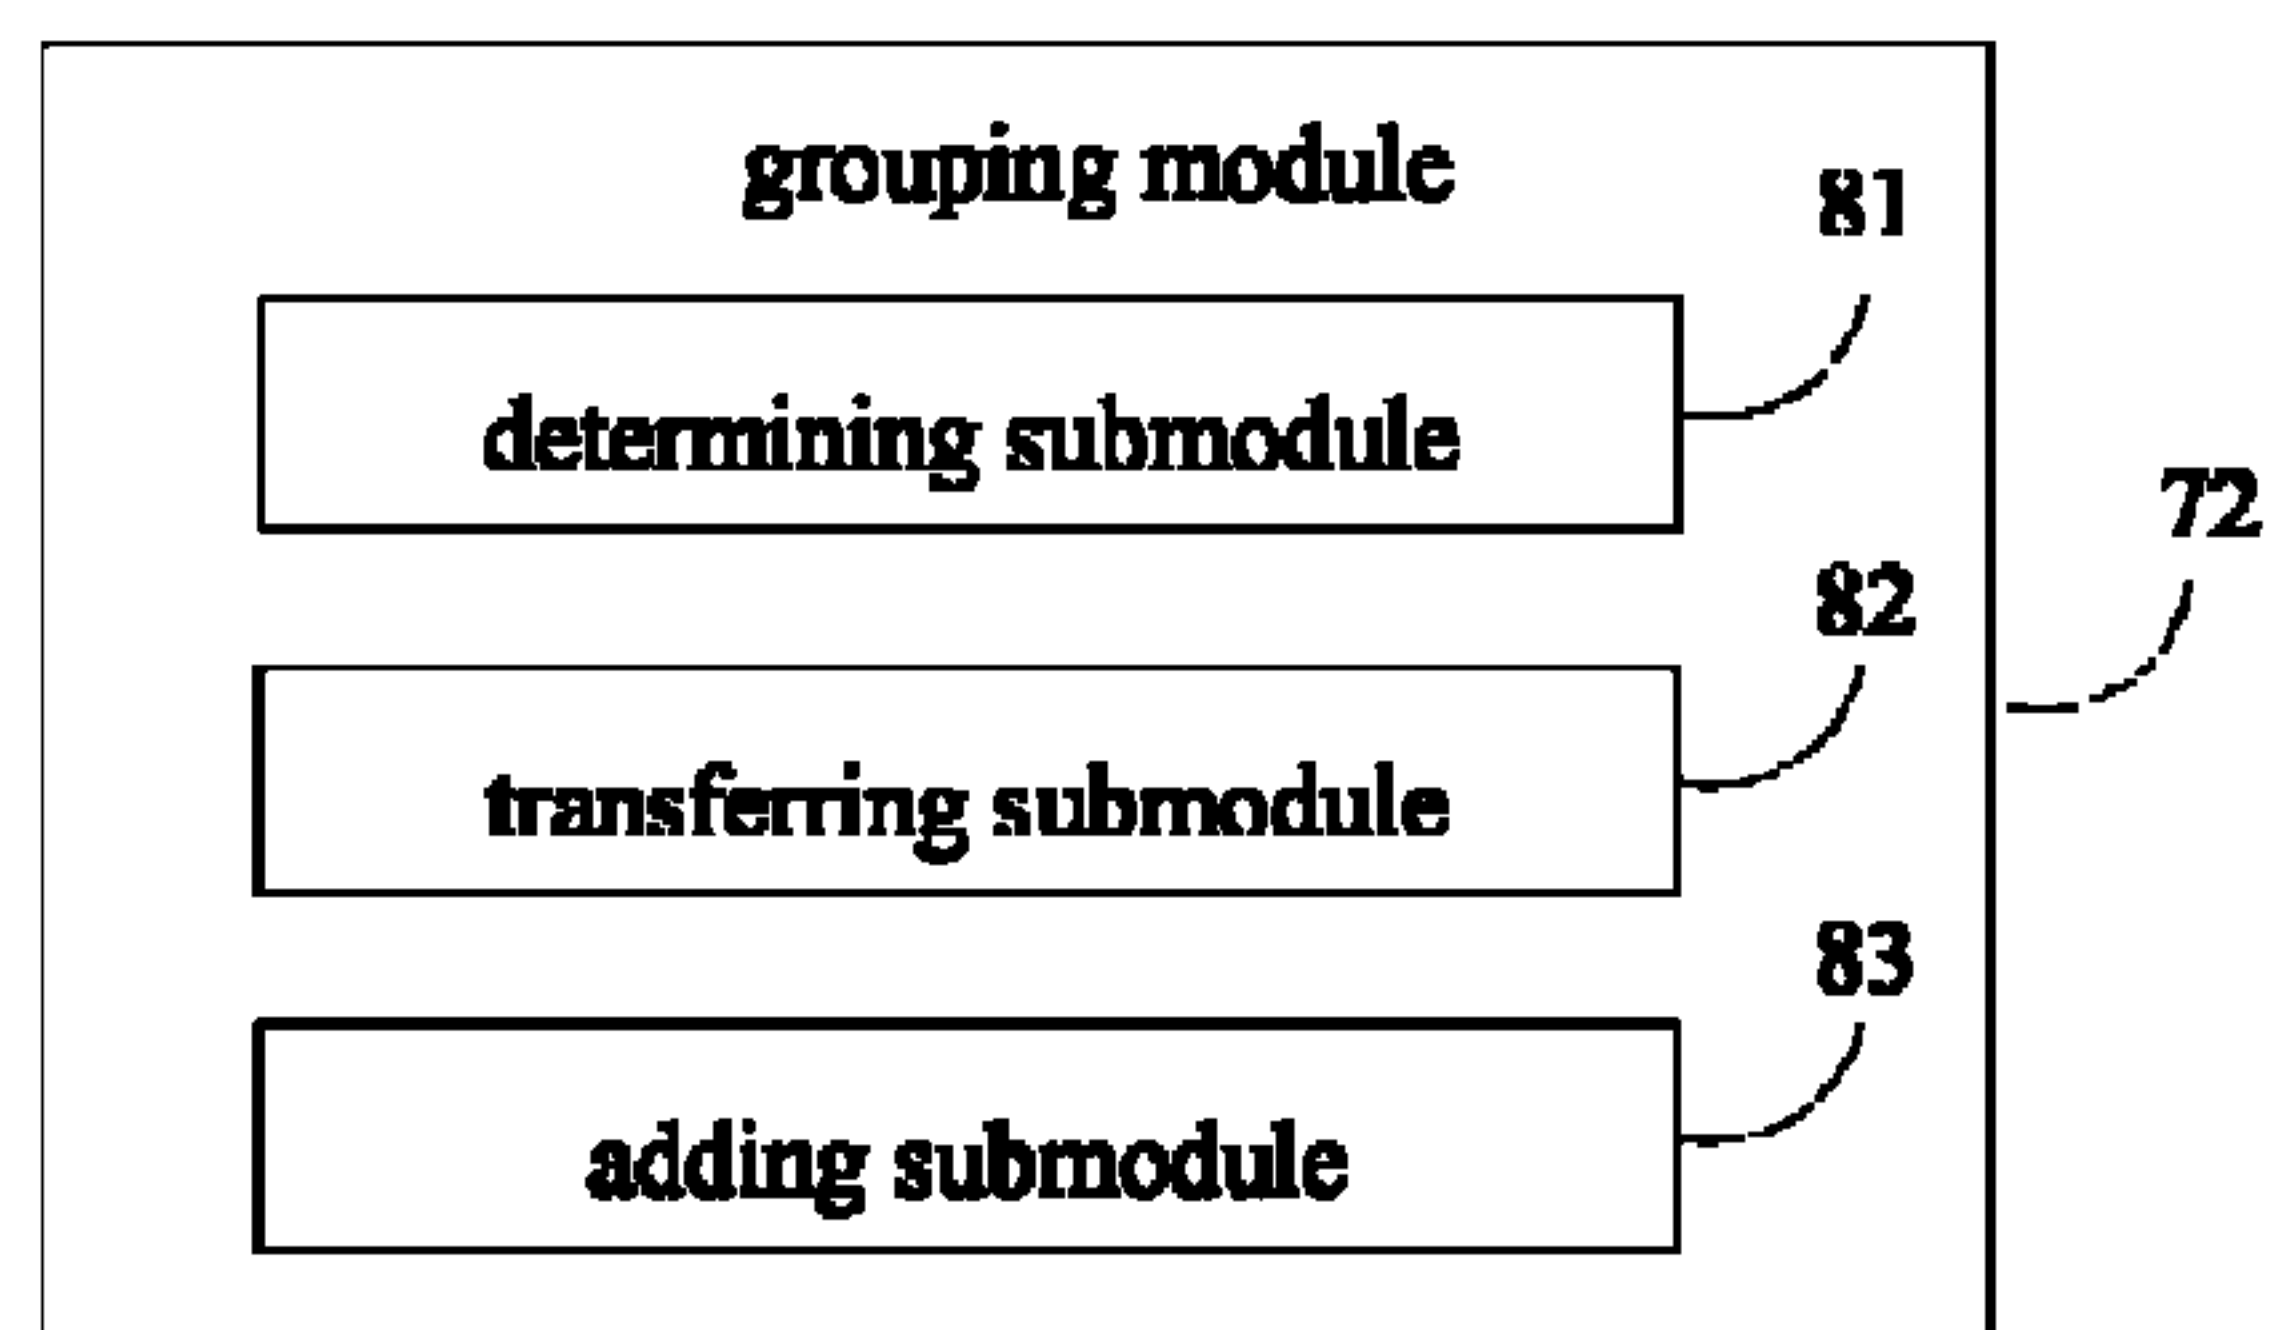 grouping module
81
determining submodule
72
82
transferring submodule
83
adding submodule